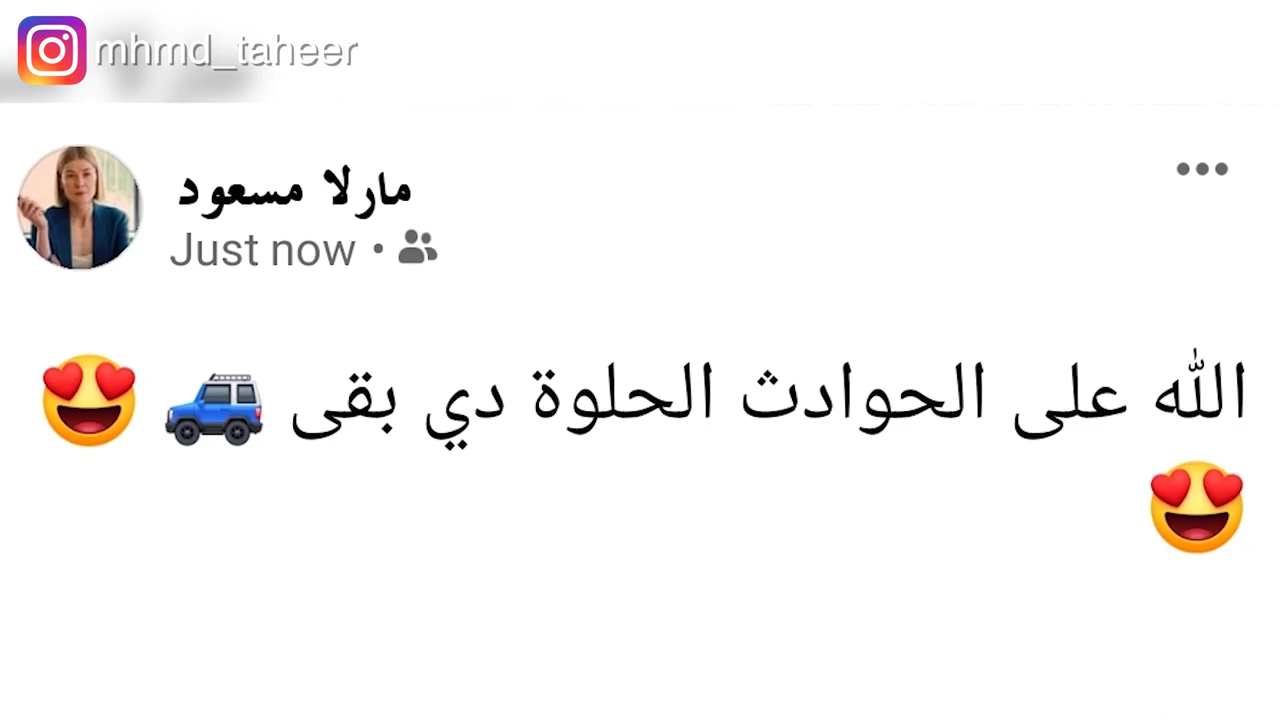 mhmd_taheer
مارلا مسعود
Just now •
الله على الحوادث الحلوة دي بقى 🚙 😍
😍